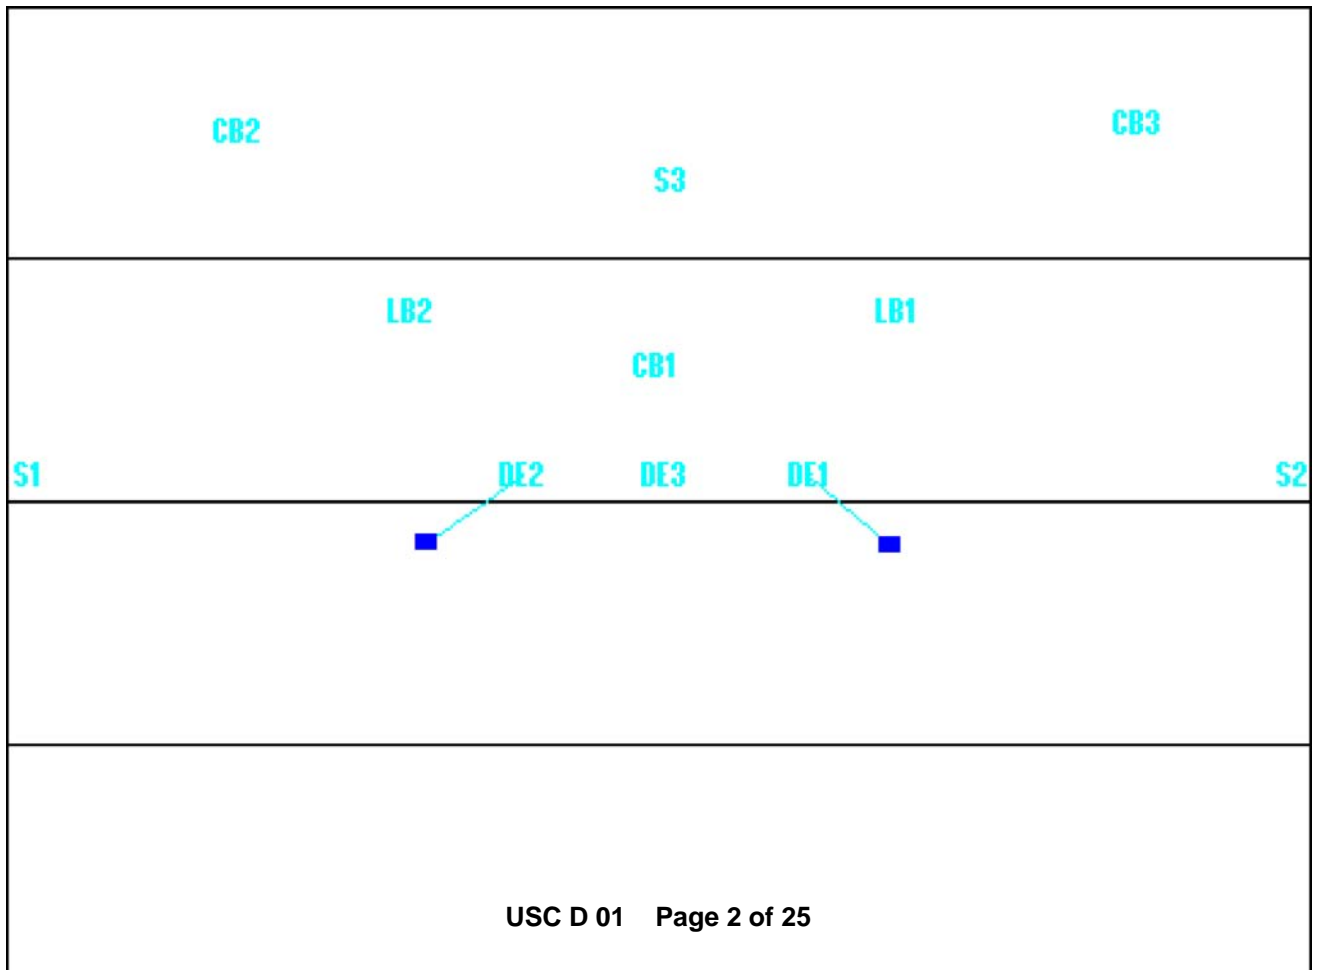 CB2 CB3
S3
LB2 LB1
CB1
S1 DE2 DE3 DE1 S2
USC D 01 Page 2 of 25